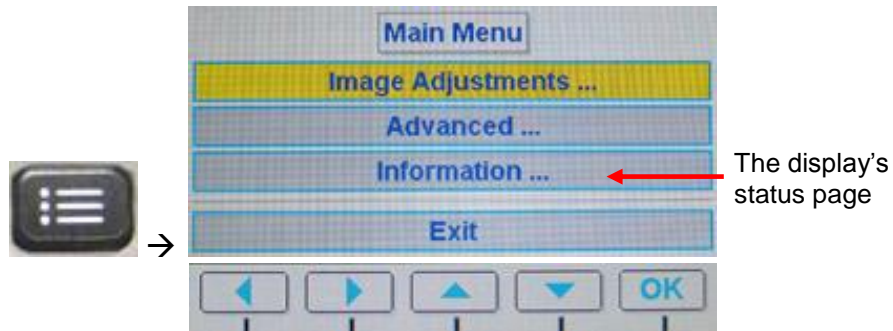 Main Menu
Image Adjustments ...
Advanced ...
Information ...
The display's
status page
Exit
→
OK